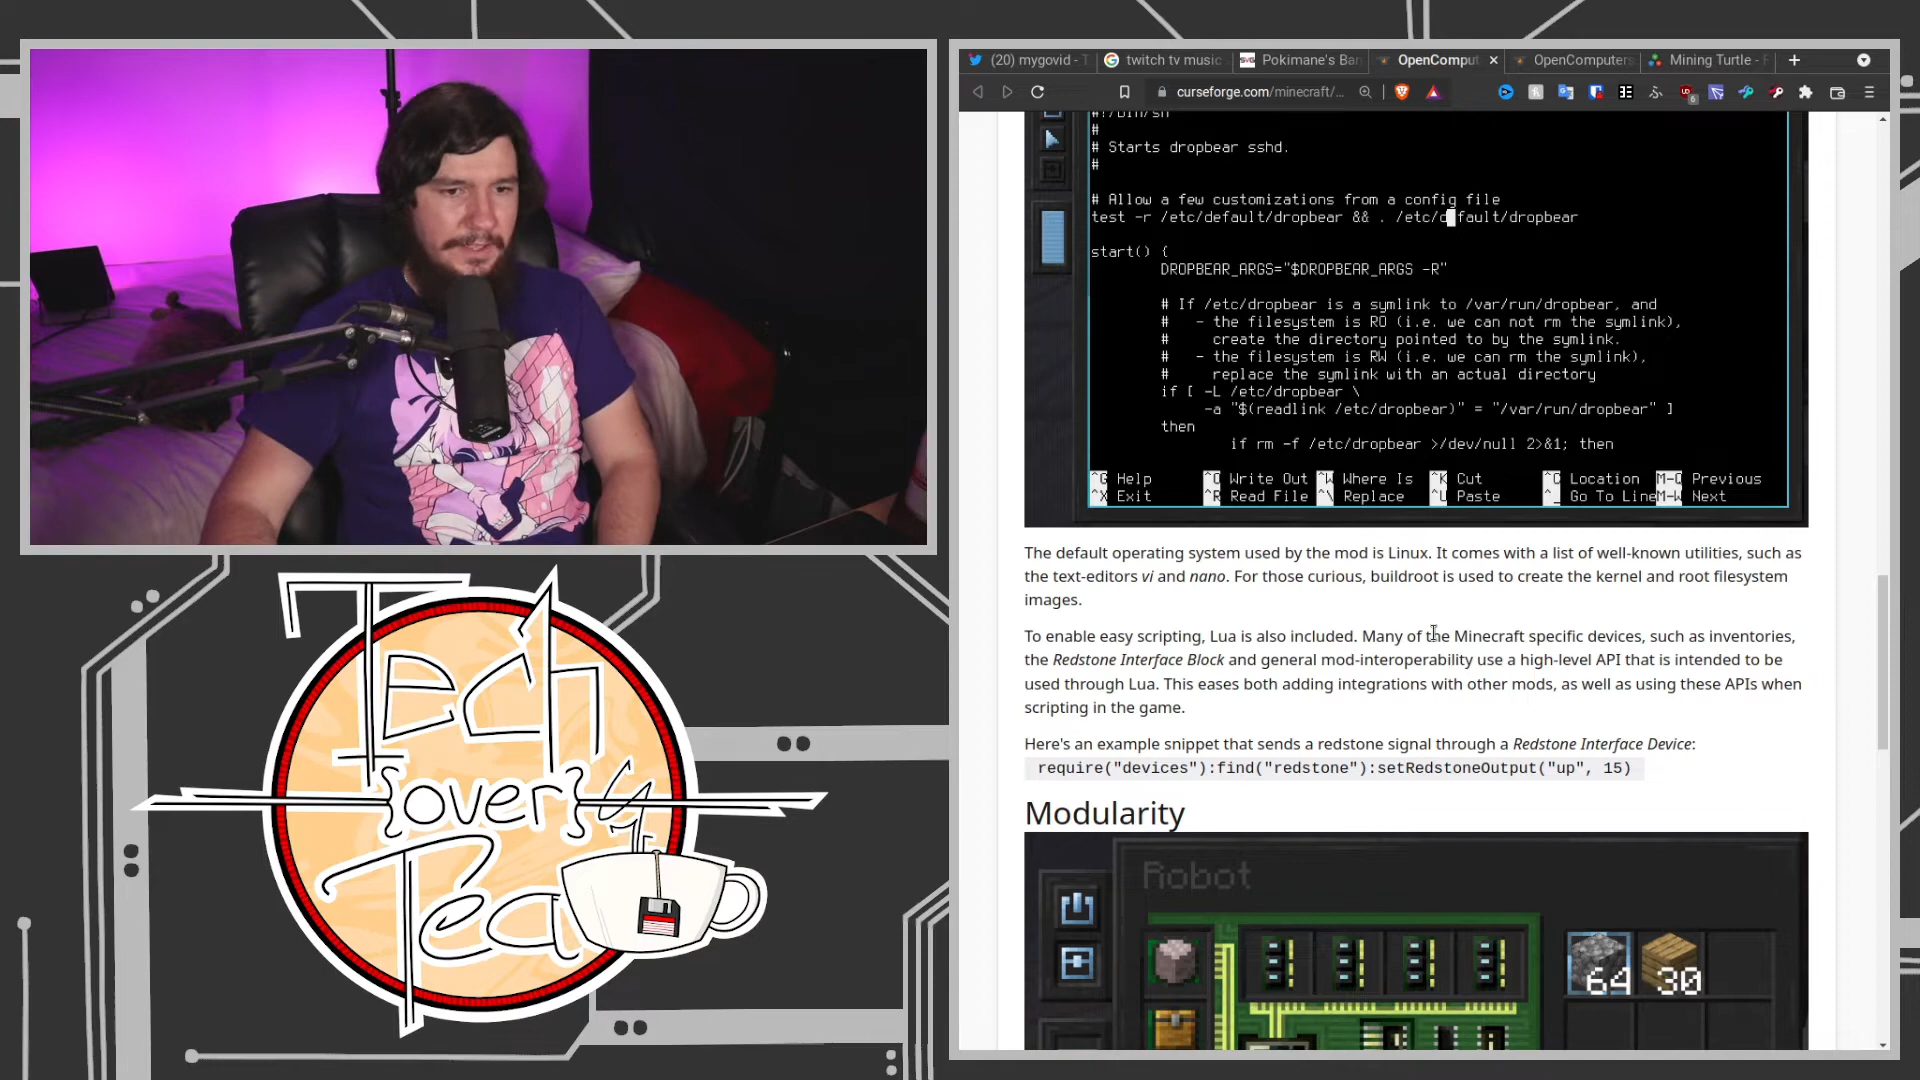 (20) mygovid - T
twitch tv music
Pokimane's Ban
OpenComput
OpenComputers
Mining Turtle - F
curseforge.com/minecraft/...
#!/bin/sh
#
# Starts dropbear sshd.
#
# Allow a few customizations from a config file
test -r /etc/default/dropbear && . /etc/default/dropbear
start() {
DROPBEAR_ARGS="$DROPBEAR_ARGS -R"
# If /etc/dropbear is a symlink to /var/run/dropbear, and
#   - the filesystem is RO (i.e. we can not rm the symlink),
#     create the directory pointed to by the symlink.
#   - the filesystem is RW (i.e. we can rm the symlink),
#     replace the symlink with an actual directory
if [ -L /etc/dropbear \
-a "$(readlink /etc/dropbear)" = "/var/run/dropbear" ]
then
if rm -f /etc/dropbear >/dev/null 2>&1; then
^G Help ^O Write Out ^W Where Is ^K Cut ^C Location M-Q Previous
^X Exit ^R Read File ^\ Replace ^U Paste ^_ Go To Line M-W Next
The default operating system used by the mod is Linux. It comes with a list of well-known utilities, such as
the text-editors vi and nano. For those curious, buildroot is used to create the kernel and root filesystem
images.
To enable easy scripting, Lua is also included. Many of the Minecraft specific devices, such as inventories,
the Redstone Interface Block and general mod-interoperability use a high-level API that is intended to be
used through Lua. This eases both adding integrations with other mods, as well as using these APIs when
scripting in the game.
Here's an example snippet that sends a redstone signal through a Redstone Interface Device:
require("devices"):find("redstone"):setRedstoneOutput("up", 15)
Modularity
Robot
64
30
Tech
{over}
Tea